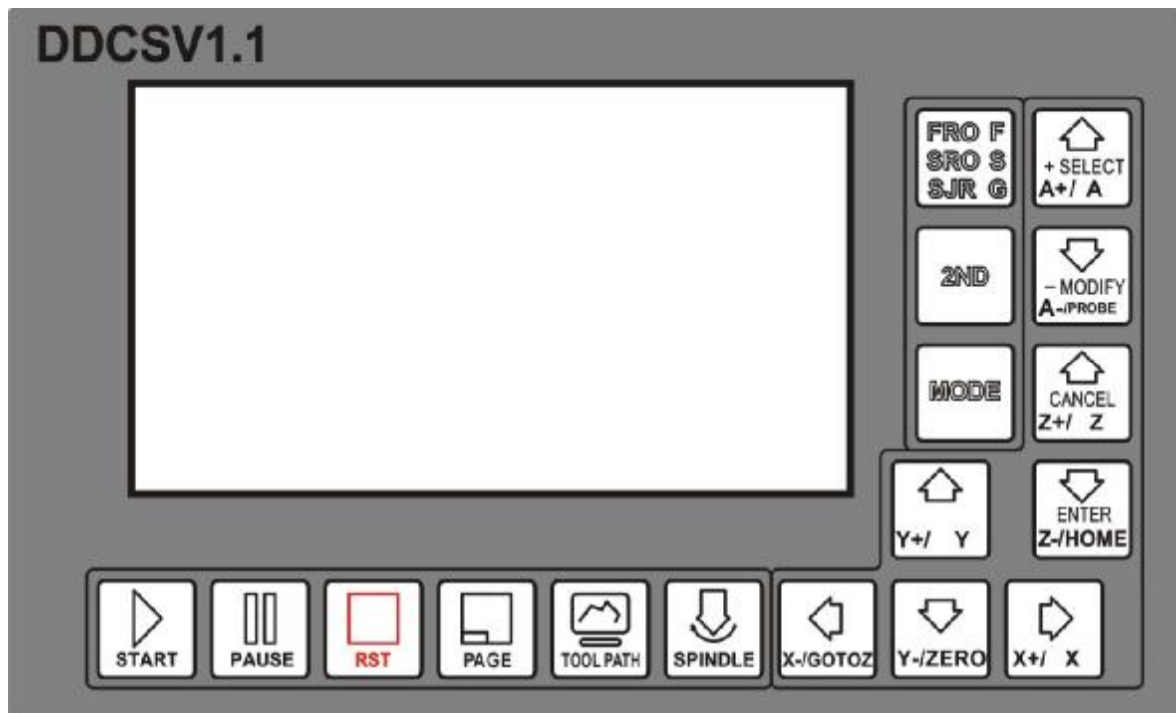 DDCSV1.1
FRO F
SRO S
SJR G
+ SELECT
A+/ A
2ND
– MODIFY
A-/PROBE
MODE
CANCEL
Z+/ Z
Y+/ Y
ENTER
Z-/HOME
START
PAUSE
RST
PAGE
TOOL PATH
SPINDLE
X-/GOTOZ
Y-/ZERO
X+/ X